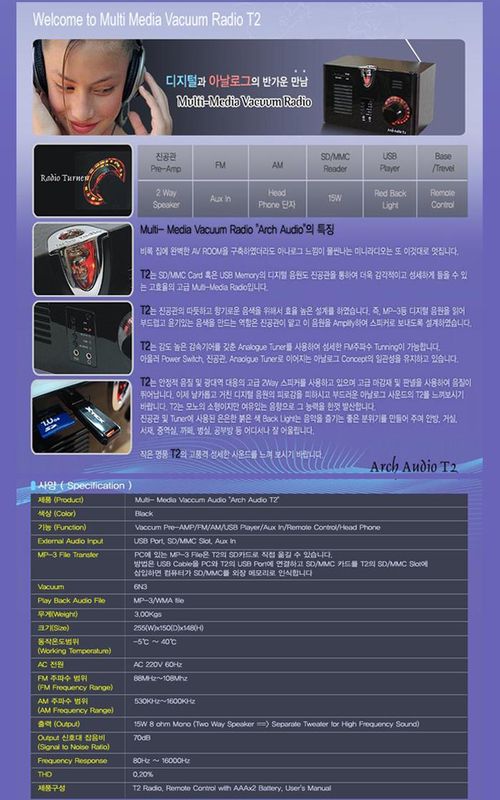 Welcome to Multi Media Vacuum Radio T2
디지털과 아날로그의 반가운 만남
Multi-Media Vacuum Radio
Arch Audio T2
Radio Turner
진공관
Pre-Amp
FM
AM
SD/MMC
Reader
USB
Player
Base
/Trevel
2 Way
Speaker
Aux In
Head
Phone 단자
15W
Red Back
Light
Remote
Control
Multi- Media Vacuum Radio "Arch Audio"의 특징
비록 집에 완벽한 AV ROOM을 구축하였더라도 아나로그 느낌이 물씬나는 미니라디오는 또 이것대로 멋집니다.
T2는 SD/MMC Card 혹은 USB Memory의 디지털 음원도 진공관을 통하여 더욱 감각적이고 섬세하게 들을 수 있
는 고효율의 고급 Multi-Media Radio입니다.
T2는 진공관의 따듯하고 향기로운 음색을 위해서 효율 높은 설계를 하였습니다. 즉, MP-3등 디지털 음원을 읽어
부드럽고 윤기있는 음색을 만드는 역할은 진공관이 맡고 이 음원을 Amplify하여 스피커로 보내도록 설계하였습니다.
T2는 감도 높은 감속기어를 갖춘 Analogue Tuner를 사용하여 섬세한 FM주파수 Tunning이 가능합니다.
아울러 Power Switch, 진공관, Anaolgue Tuner로 이어지는 아날로그 Concept의 일관성을 유지하고 있습니다.
T2는 안정적 음질 및 광대역 대응의 고급 2Way 스피커를 사용하고 있으며 고급 마감재 및 판넬을 사용하여 음질이
뛰어납니다. 이제 날카롭고 거친 디지털 음원의 피로감을 피하시고 부드러운 아날로그 사운드의 T2를 느껴보시기
바랍니다. T2는 모노의 소형이지만 여유있는 음향으로 그 능력을 한껏 발산합니다.
진공관 및 Tuner에 사용된 은은한 붉은 색 Back Light는 음악을 즐기는 좋은 분위기를 만들어 주며 안방, 거실,
서재, 중역실, 까페, 병실, 공부방 등 어디에나 잘 어울립니다.
작은 명품 T2의 고품격 섬세한 사운드를 느껴 보시기 바랍니다.
Arch Audio T2
사양 ( Specification )
제품 (Product) Multi- Media Vaccum Audio "Arch Audio T2"
색상 (Color) Black
기능 (Function) Vaccum Pre-AMP/FM/AM/USB Player/Aux In/Remote Control/Head Phone
External Audio Input USB Port, SD/MMC Slot, Aux In
MP-3 File Transfer PC에 있는 MP-3 File은 T2의 SD카드로 직접 옮길 수 있습니다.
방법은 USB Cable을 PC와 T2의 USB Port에 연결하고 SD/MMC 카드를 T2의 SD/MMC Slot에
삽입하면 컴퓨터가 SD/MMC를 외장 메모리로 인식합니다
Vacuum 6N3
Play Back Audio File MP-3/WMA file
무게(Weight) 3,00Kgs
크기(Size) 255(W)x150(D)x148(H)
동작온도범위
(Working Temperature) -5℃ ~ 40℃
AC 전원 AC 220V 60Hz
FM 주파수 범위
(FM Frequency Range) 88MHz~108Mhz
AM 주파수 범위
(AM Frequency Range) 530KHz~1600KHz
출력 (Output) 15W 8 ohm Mono (Two Way Speaker ==> Separate Tweater for High Frequency Sound)
Output 신호대 잡음비
(Signal to Noise Ratio) 70dB
Frequency Response 80Hz ~ 16000Hz
THD 0,20%
제품구성 T2 Radio, Remote Control with AAAx2 Battery, User's Manual